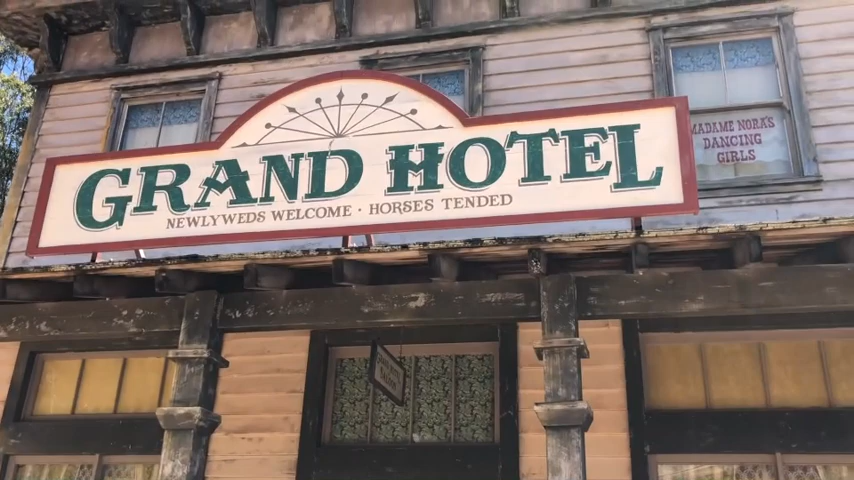 GRAND HOTEL
NEWLYWEDS WELCOME · HORSES TENDED
MADAME NORA'S
DANCING
GIRLS